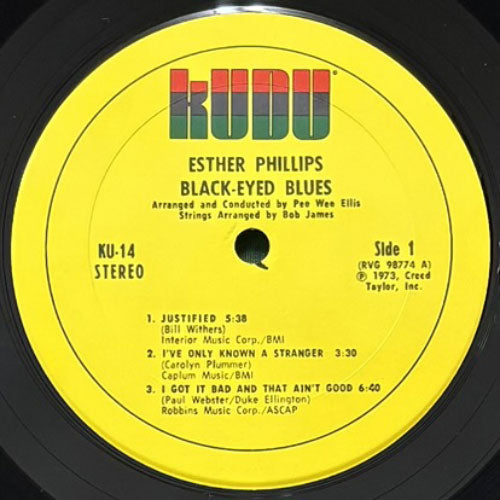 KUDU®
ESTHER PHILLIPS
BLACK-EYED BLUES
Arranged and Conducted by Pee Wee Ellis
Strings Arranged by Bob James
KU-14
STEREO
Side 1
(RVG 98774 A)
℗ 1973, Creed
Taylor, Inc.
1. JUSTIFIED 5:38
(Bill Withers)
Interior Music Corp./BMI
2. I'VE ONLY KNOWN A STRANGER 3:30
(Carolyn Plummer)
Caplum Music/BMI
3. I GOT IT BAD AND THAT AIN'T GOOD 6:40
(Paul Webster/Duke Ellington)
Robbins Music Corp./ASCAP